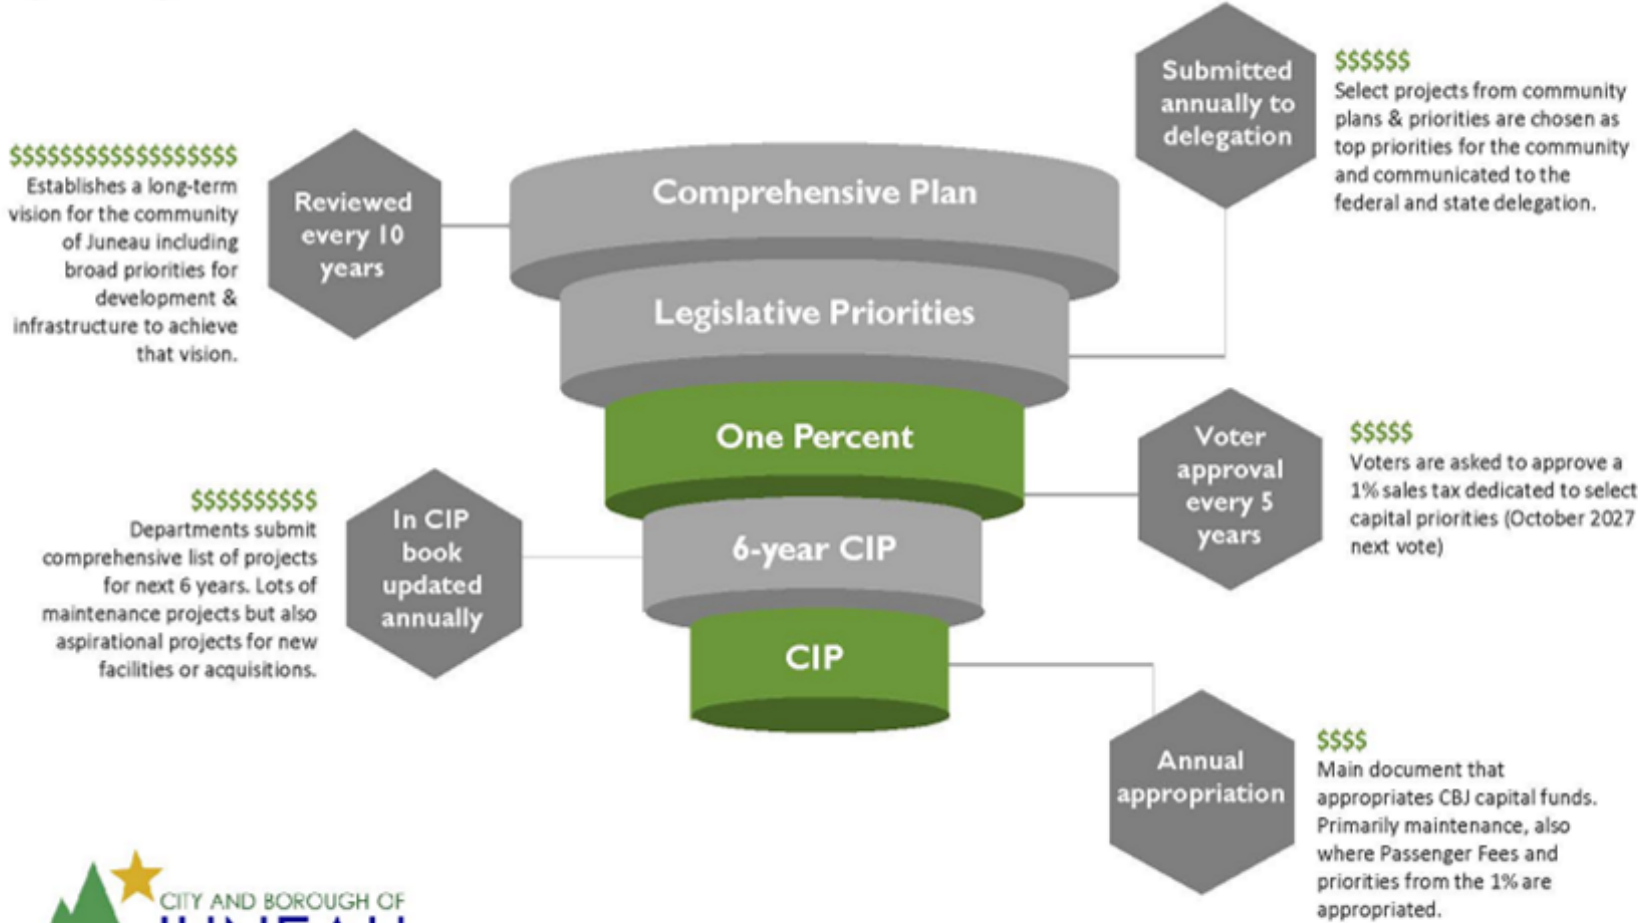 $$$$$$$$$$$$$$$$$$
Establishes a long-term
vision for the community
of Juneau including
broad priorities for
development &
infrastructure to achieve
that vision.
Reviewed
every 10
years
Comprehensive Plan
Submitted
annually to
delegation
$$$$$$
Select projects from community
plans & priorities are chosen as
top priorities for the community
and communicated to the
federal and state delegation.
Legislative Priorities
One Percent
Voter
approval
every 5
years
$$$$$
Voters are asked to approve a
1% sales tax dedicated to select
capital priorities (October 2027
next vote)
$$$$$$$$$$
Departments submit
comprehensive list of projects
for next 6 years. Lots of
maintenance projects but also
aspirational projects for new
facilities or acquisitions.
In CIP
book
updated
annually
6-year CIP
CIP
Annual
appropriation
$$$$
Main document that
appropriates CBJ capital funds.
Primarily maintenance, also
where Passenger Fees and
priorities from the 1% are
appropriated.
CITY AND BOROUGH OF
JUNEAU